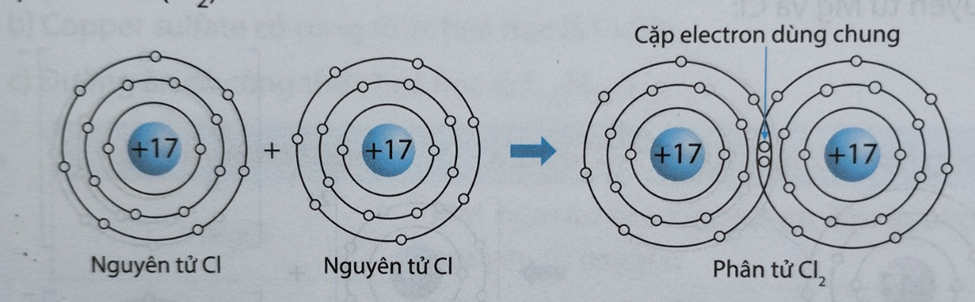 Cặp electron dùng chung
+17
+
+17
+17
+17
Nguyên tử Cl
Nguyên tử Cl
Phân tử Cl₂